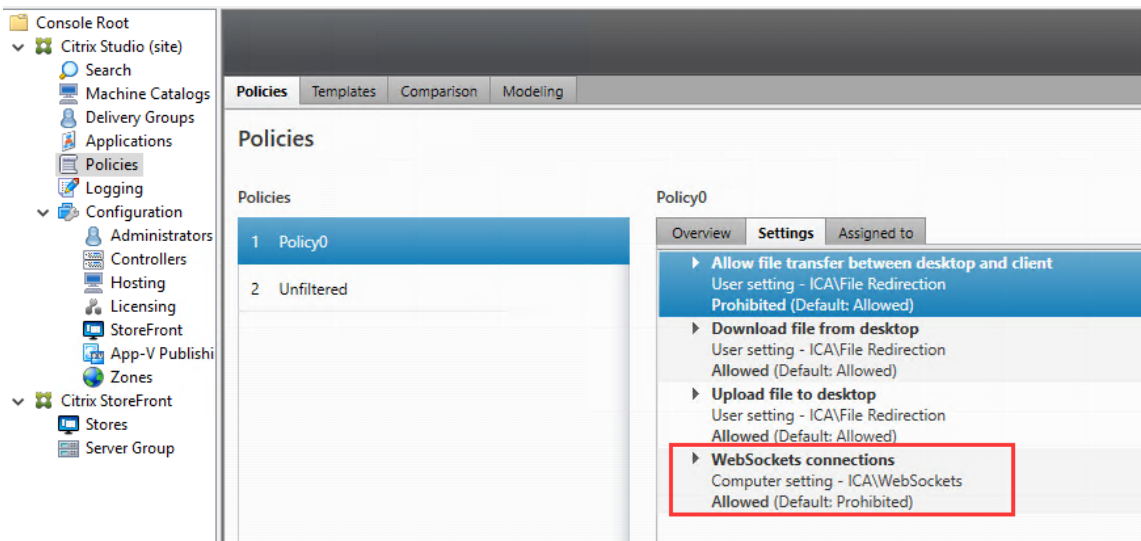 Console Root
Citrix Studio (site)
Search
Machine Catalogs
Delivery Groups
Applications
Policies
Logging
Configuration
Administrators
Controllers
Hosting
Licensing
StoreFront
App-V Publishi
Zones
Citrix StoreFront
Stores
Server Group
Policies Templates Comparison Modeling
Policies
Policies
1 Policy0
2 Unfiltered
Policy0
Overview Settings Assigned to
Allow file transfer between desktop and client
User setting - ICA\File Redirection
Prohibited (Default: Allowed)
Download file from desktop
User setting - ICA\File Redirection
Allowed (Default: Allowed)
Upload file to desktop
User setting - ICA\File Redirection
Allowed (Default: Allowed)
WebSockets connections
Computer setting - ICA\WebSockets
Allowed (Default: Prohibited)